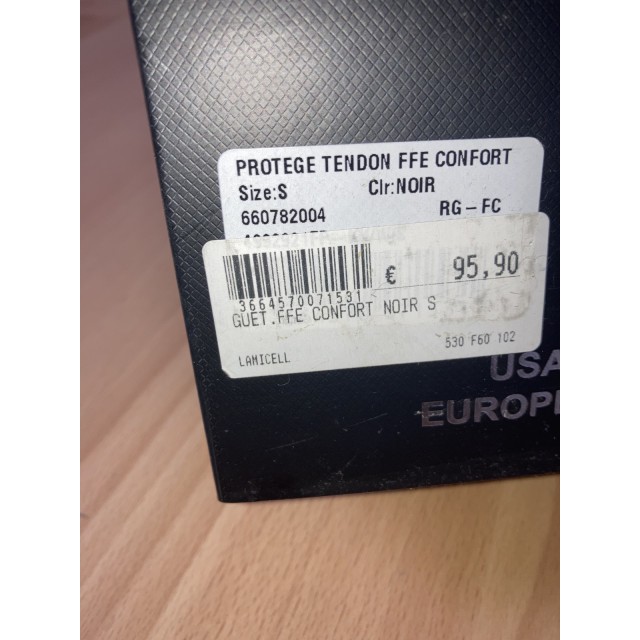 PROTEGE TENDON FFE CONFORT
Size:S Clr:NOIR
660782004 RG-FC
€ 95,90
3664570071531
GUET.FFE CONFORT NOIR S
LAMICELL 530 F60 102
USA